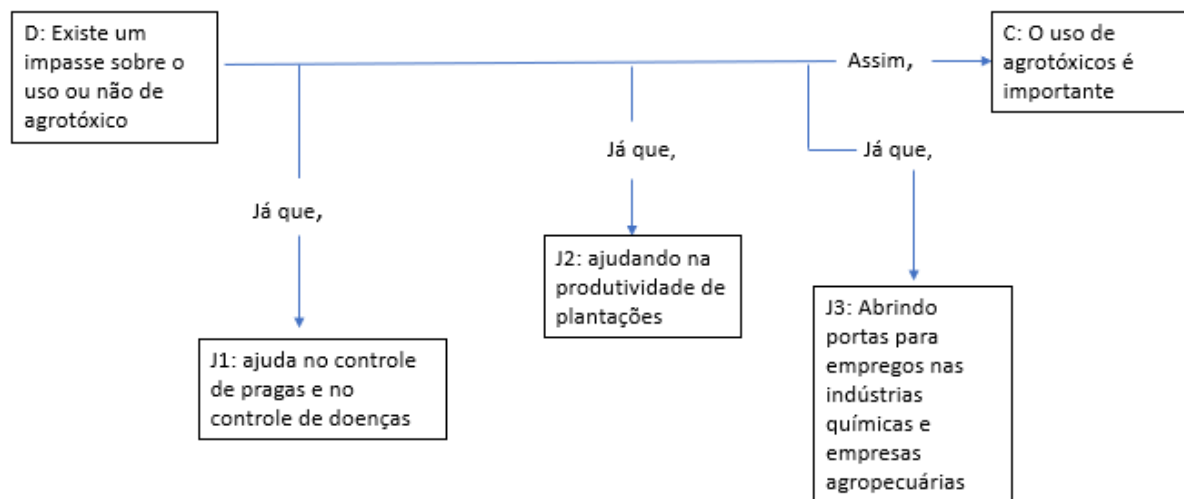 D: Existe um
impasse sobre o
uso ou não de
agrotóxico
Assim,
C: O uso de
agrotóxicos é
importante
Já que,
Já que,
Já que,
J1: ajuda no controle
de pragas e no
controle de doenças
J2: ajudando na
produtividade de
plantações
J3: Abrindo
portas para
empregos nas
indústrias
químicas e
empresas
agropecuárias